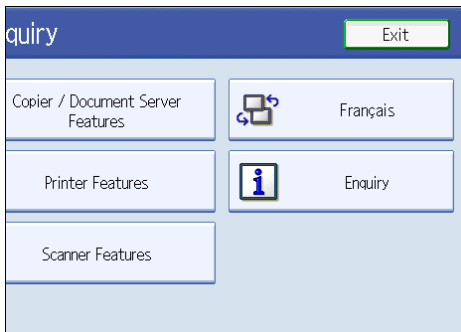 quiry
Exit
Copier / Document Server
Features
Français
Printer Features
Enquiry
Scanner Features